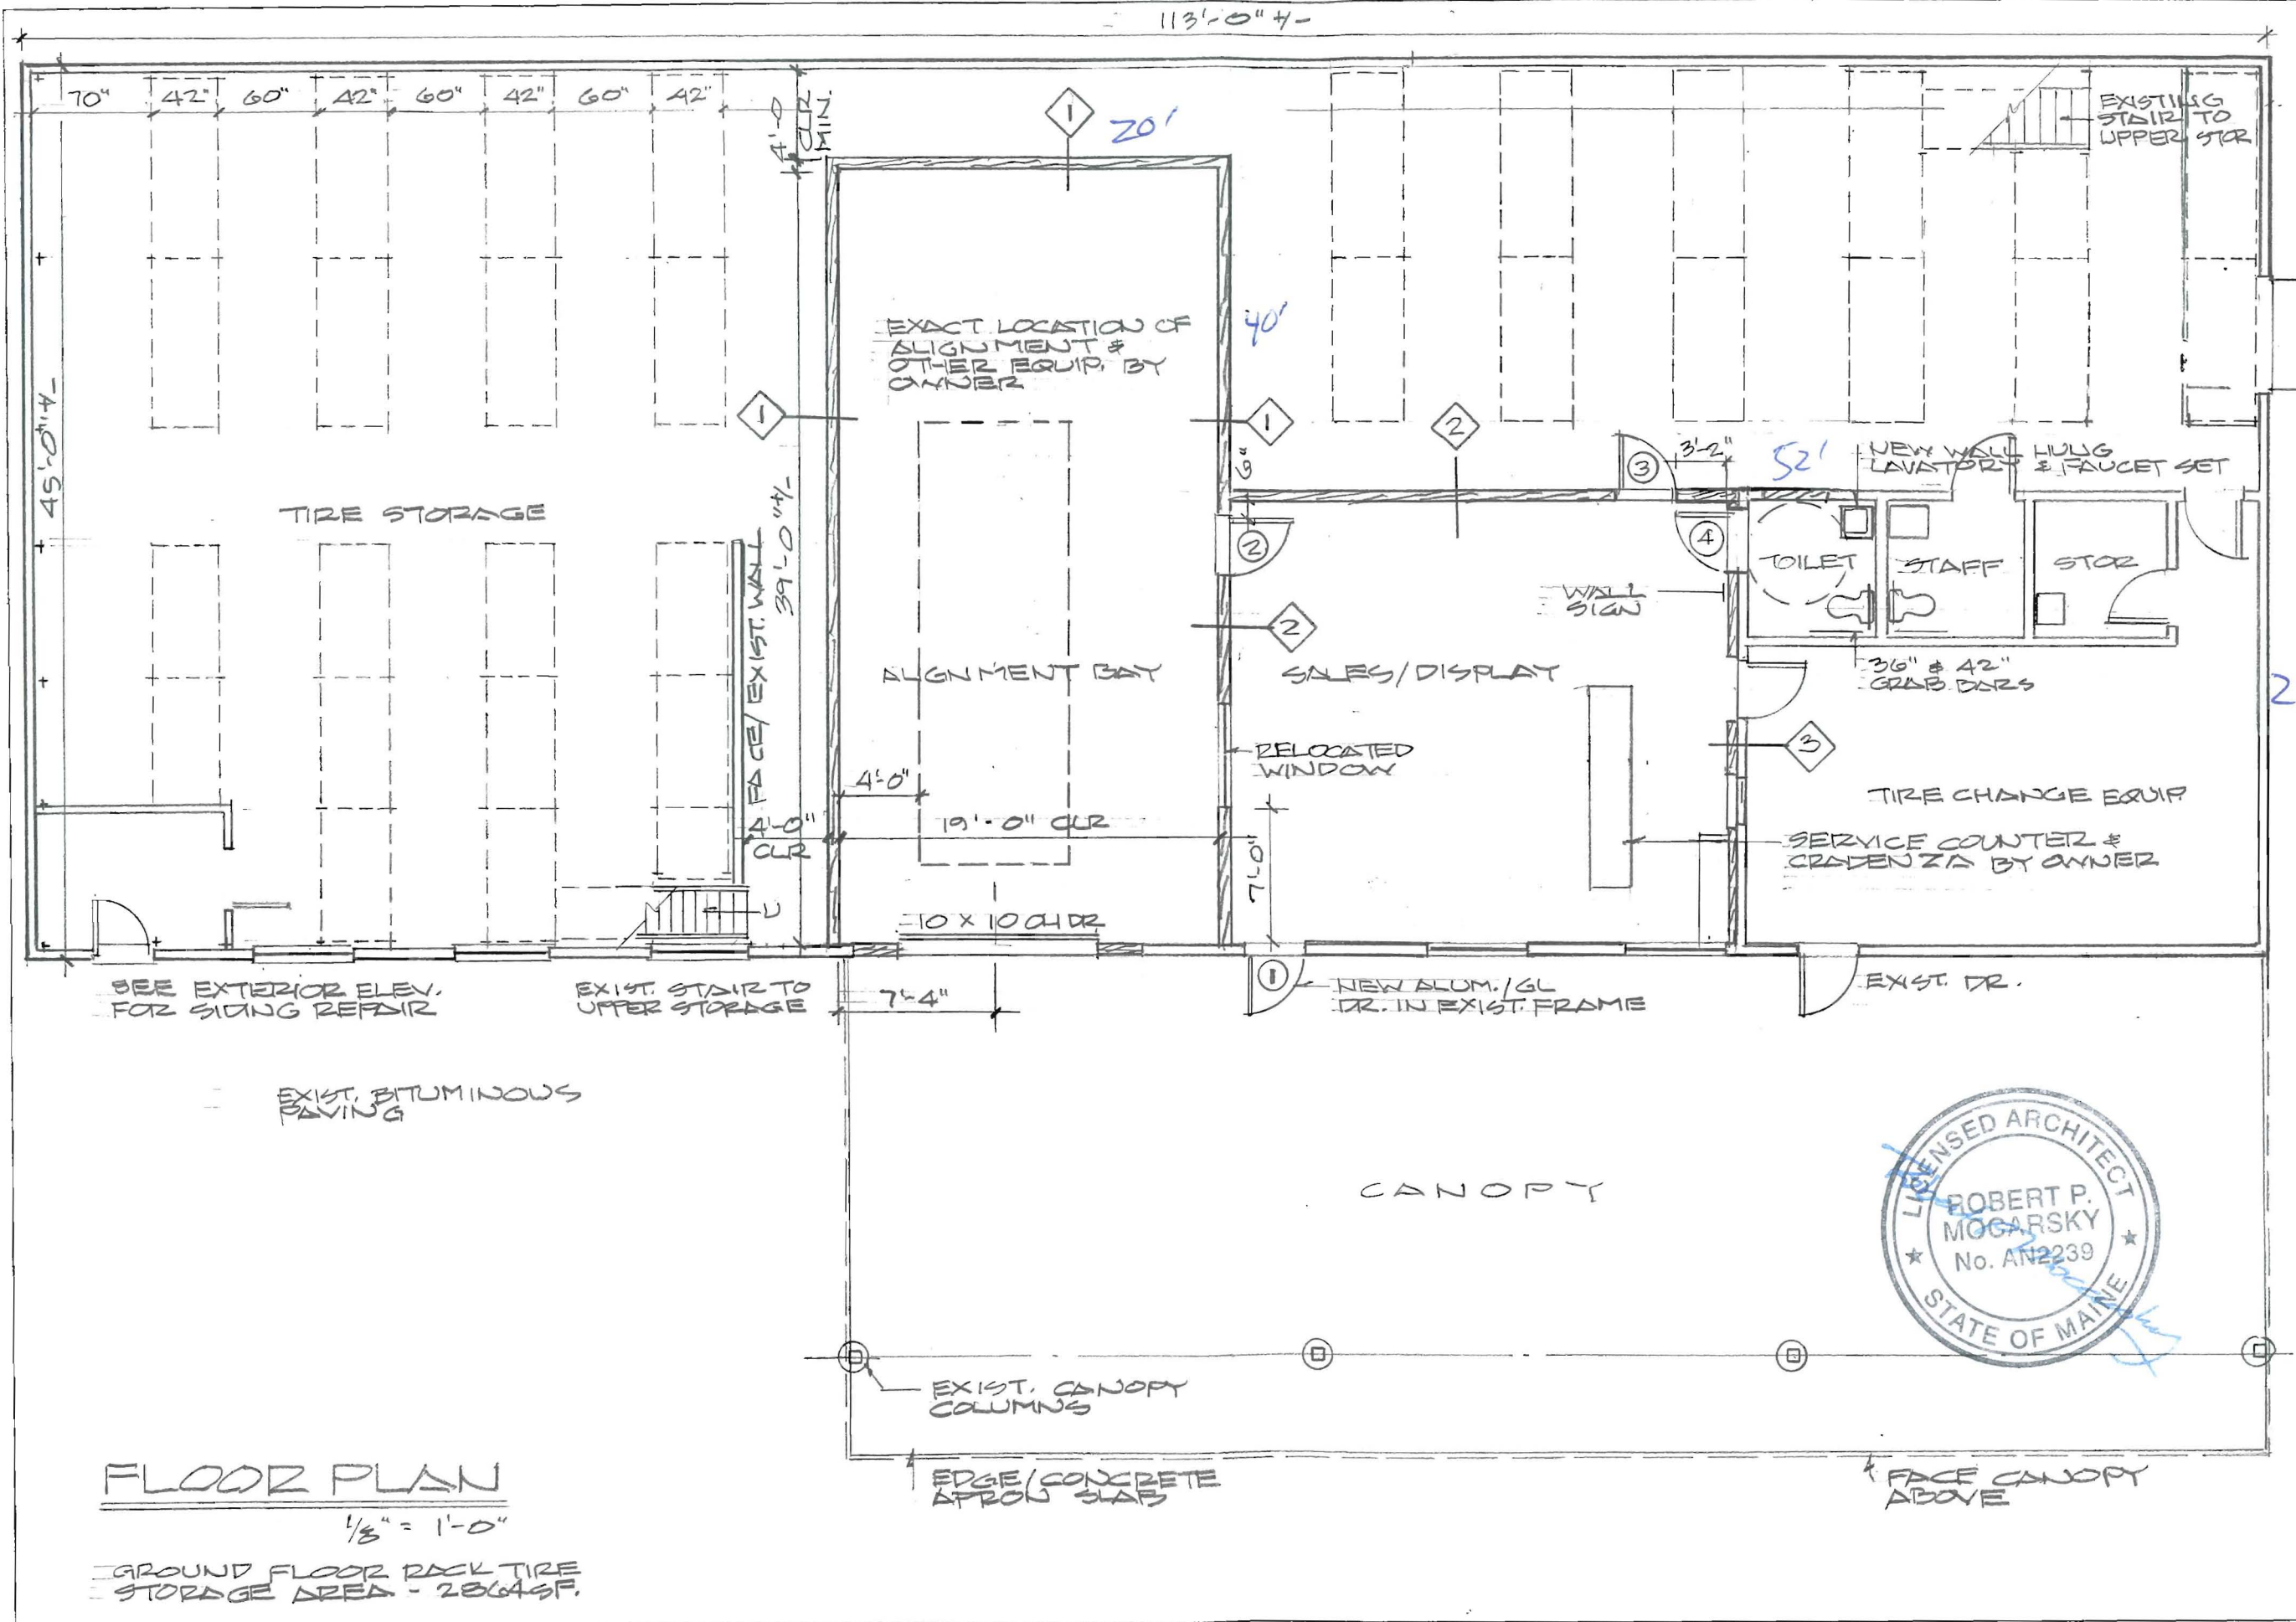 113'-0" +/-
70"
42"
60"
42"
60"
42"
60"
42"
4'-0
CLR
MIN.
1
20'
EXISTING
STAIR TO
UPPER STOR
EXACT LOCATION OF
ALIGNMENT &
OTHER EQUIP. BY
OWNER
40'
45'-0" +/-
1
1
2
6"
3
3'-2"
52'
NEW WALL HUNG
LAVATORY & FAUCET SET
TIRE STORAGE
FACE/EXIST. WALL
39'-0" +/-
2
4
TOILET
STAFF
STOR
WALL
SIGN
2
ALIGNMENT BAY
SALES/DISPLAY
36" & 42"
GRAB BARS
2
RELOCATED
WINDOW
3
4'-0"
TIRE CHANGE EQUIP
4'-0"
CLR
19'-0" CLR
7'-0"
SERVICE COUNTER &
CRADENZA BY OWNER
U
10 X 10 OH DR
SEE EXTERIOR ELEV.
FOR SIDING REPAIR
EXIST. STAIR TO
UPPER STORAGE
7'-4"
1
NEW ALUM./GL
DR. IN EXIST. FRAME
EXIST. DR.
EXIST. BITUMINOUS
PAVING
CANOPY
LICENSED ARCHITECT
ROBERT P.
MOGARSKY
No. AN2239
STATE OF MAINE
EXIST. CANOPY
COLUMNS
EDGE/CONCRETE
APRON SLAB
FACE CANOPY
ABOVE
FLOOR PLAN
1/8" = 1'-0"
GROUND FLOOR RACK TIRE
STORAGE AREA - 2864SF.